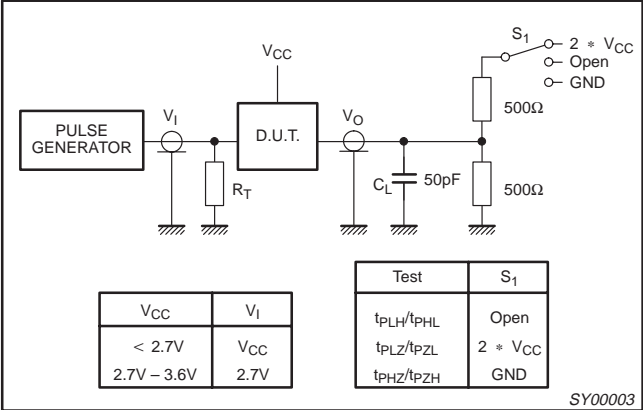 S1
2 * VCC
Open
GND
VCC
500Ω
PULSE
GENERATOR
VI
D.U.T.
VO
RT
CL
50pF
500Ω
VCC VI
< 2.7V VCC
2.7V – 3.6V 2.7V
Test S1
tPLH/tPHL Open
tPLZ/tPZL 2 * VCC
tPHZ/tPZH GND
SY00003